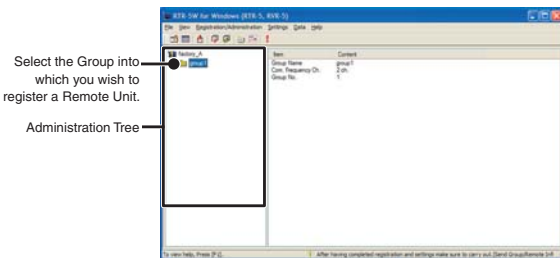 RTR-5W for Windows (RTR-5, RVR-5)
File View Registration/Administration Settings Data Help
factory_A
group1
Item Content
Group Name group1
Com. Frequency Ch. 2 ch.
Group No. 1
Select the Group into
which you wish to
register a Remote Unit.
Administration Tree
To view help, Press [F1].
After having completed registration and settings make sure to carry out [Send Group/Remote Inf